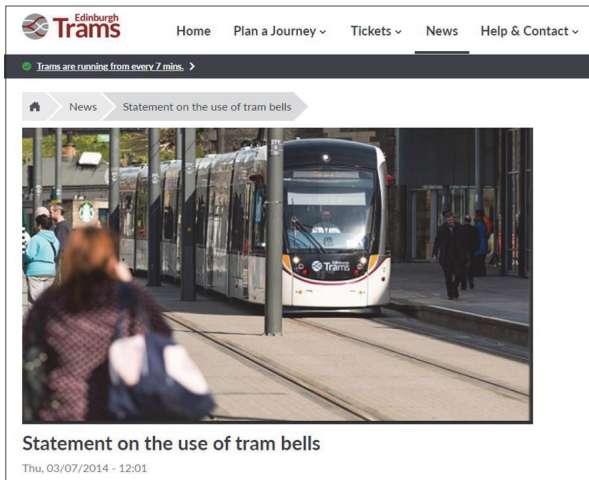 Edinburgh
Trams
Home Plan a Journey Tickets News Help & Contact
Trams are running from every 7 mins.
News Statement on the use of tram bells
Edinburgh
Trams
Statement on the use of tram bells
Thu, 03/07/2014 - 12:01